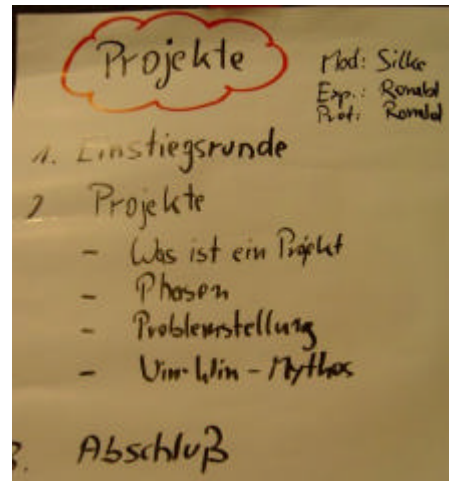 Projekte
Mod: Silke
Exp.: Ronald
Prot: Ronald
1. Einstiegsrunde
2 Projekte
- Was ist ein Projekt
- Phasen
- Problemstellung
- Win-Win-Mythos
3. Abschluß